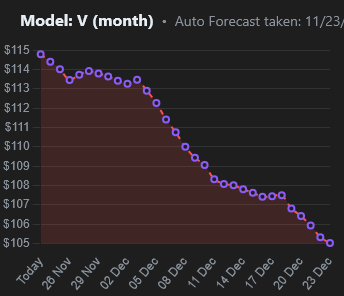 Model: V (month) • Auto Forecast taken: 11/23/
$115
$114
$113
$112
$111
$110
$109
$108
$107
$106
$105
Today
26 Nov
29 Nov
02 Dec
05 Dec
08 Dec
11 Dec
14 Dec
17 Dec
20 Dec
23 Dec